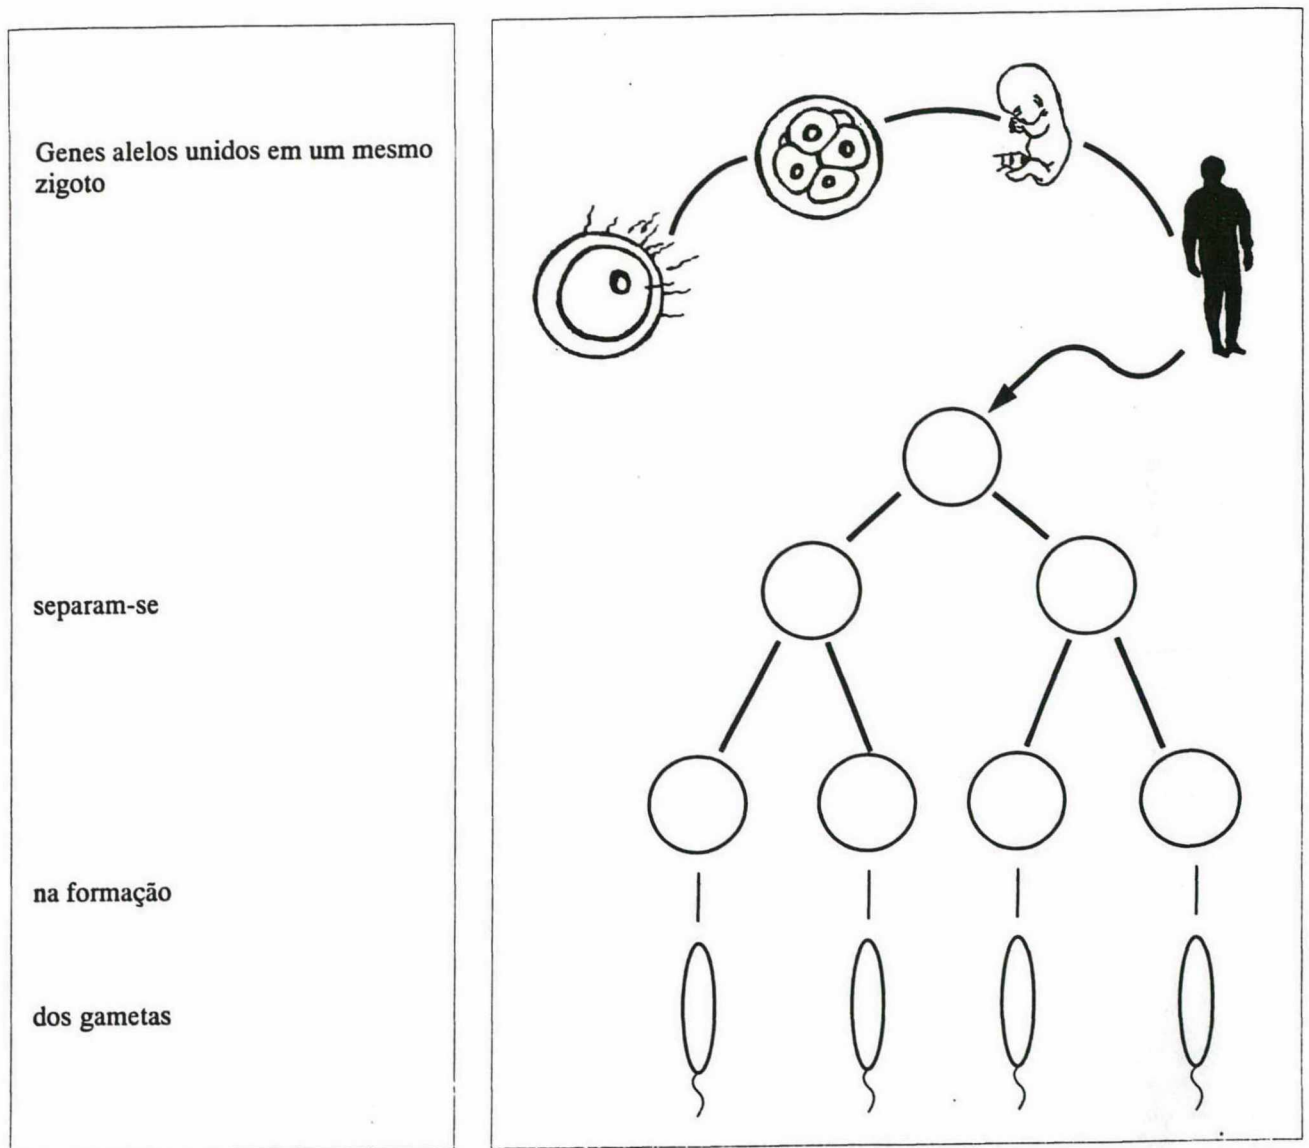 Genes alelos unidos em um mesmo
zigoto
separam-se
na formação
dos gametas